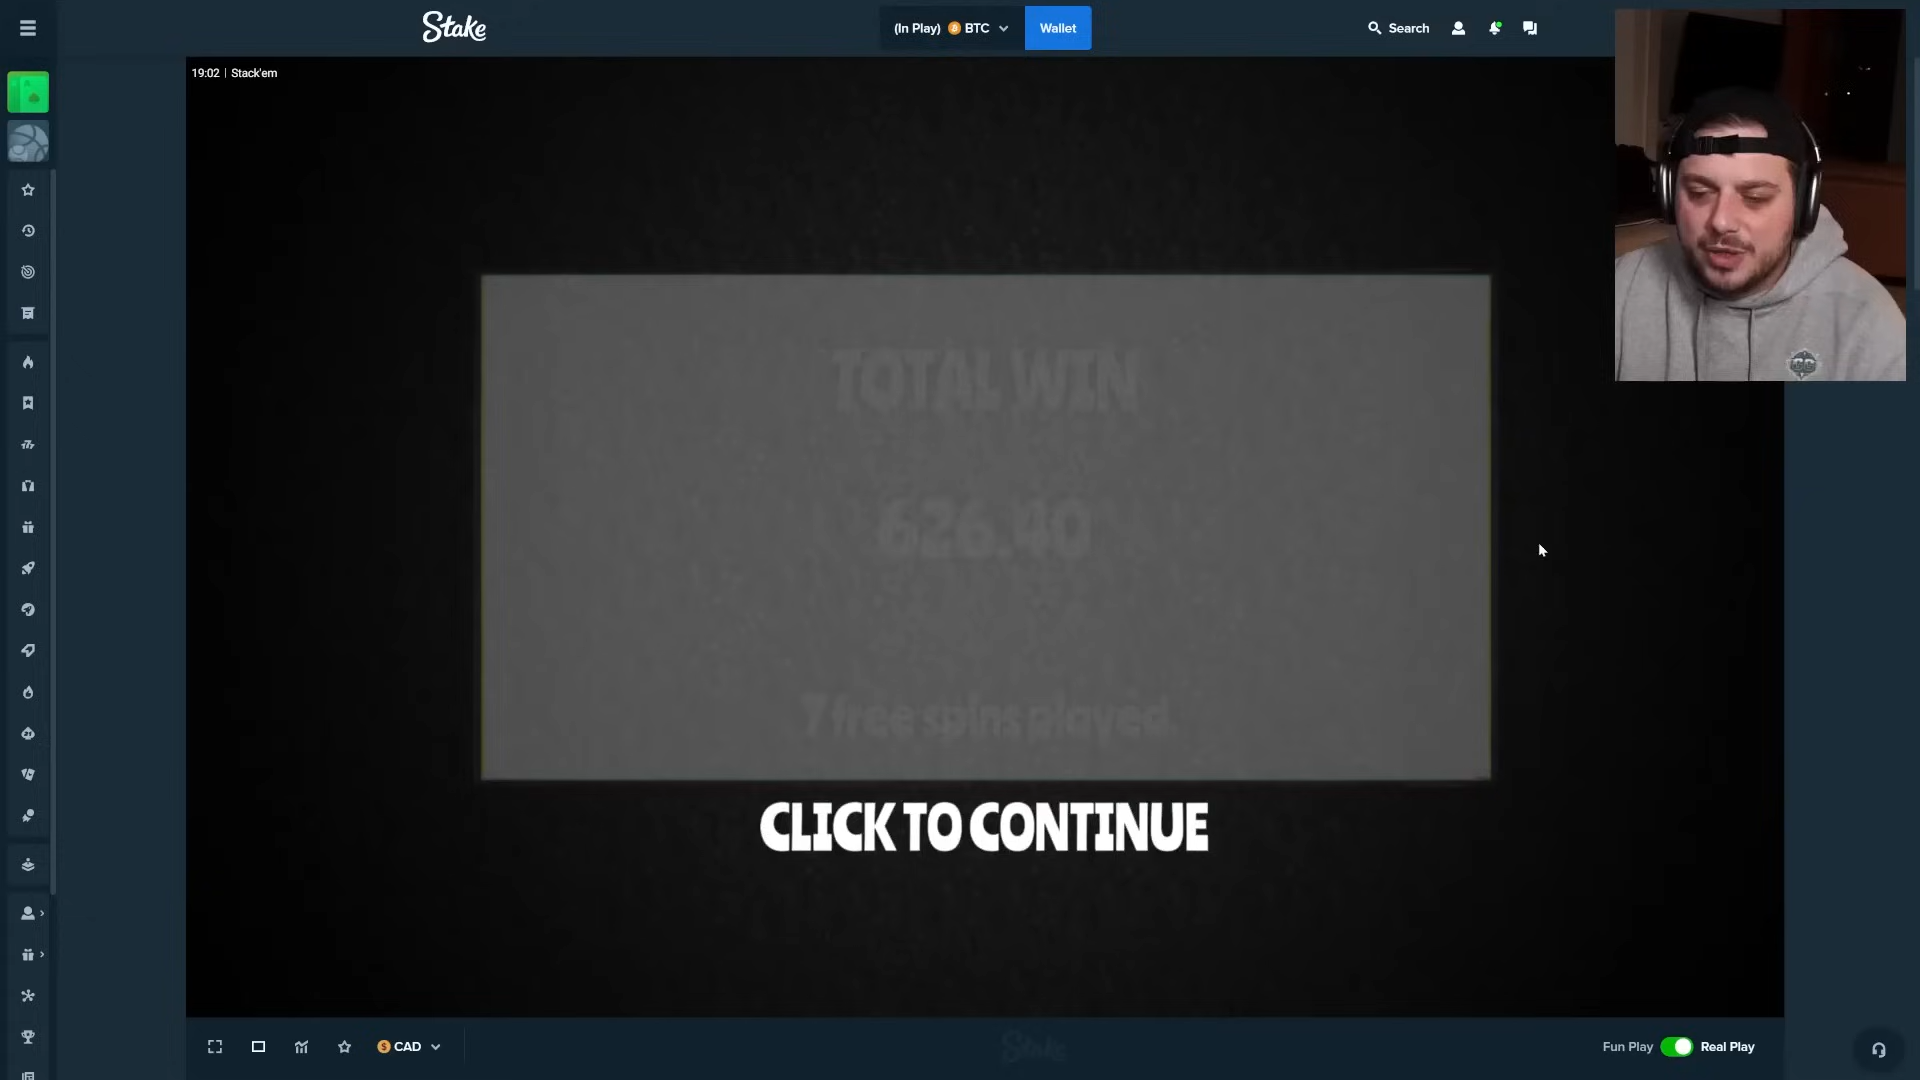 Stake
(In Play) BTC
Wallet
Search
19:02 | Stack'em
TOTAL WIN
626.40
7 free spins played.
CLICK TO CONTINUE
CAD
Stake
Fun Play
Real Play